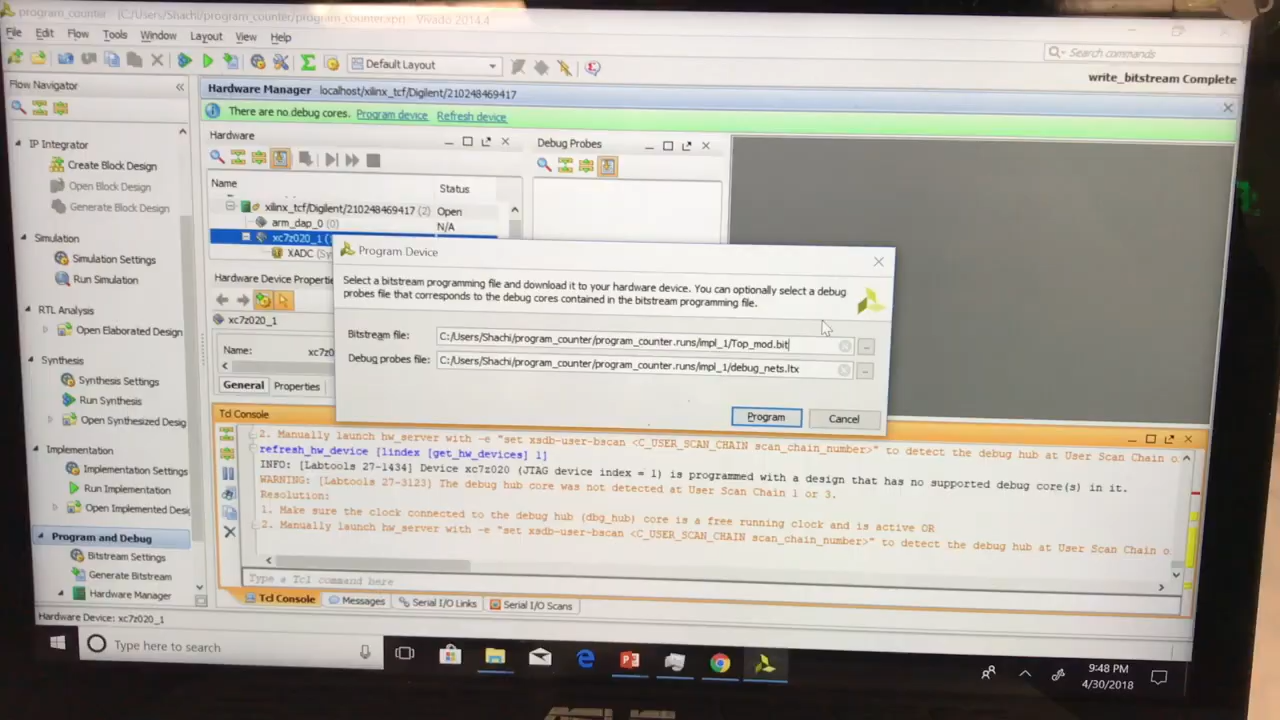 program_counter - [C:/Users/Shachi/program_counter/program_counter.xpr] - Vivado 2014.4
File Edit Flow Tools Window Layout View Help
Search commands
Default Layout
write_bitstream Complete
Flow Navigator
Hardware Manager - localhost/xilinx_tcf/Digilent/210248469417
There are no debug cores. Program device Refresh device
IP Integrator
Create Block Design
Open Block Design
Generate Block Design
Simulation
Simulation Settings
Run Simulation
RTL Analysis
Open Elaborated Design
Synthesis
Synthesis Settings
Run Synthesis
Open Synthesized Desig
Implementation
Implementation Settings
Run Implementation
Open Implemented Desig
Program and Debug
Bitstream Settings
Generate Bitstream
Hardware Manager
Hardware Device: xc7z020_1
Hardware
Name Status
xilinx_tcf/Digilent/210248469417 (2) Open
arm_dap_0 (0) N/A
xc7z020_1 (
XADC (Sy
Hardware Device Propertie
xc7z020_1
Name: xc7z0
General Properties
Debug Probes
Program Device
Select a bitstream programming file and download it to your hardware device. You can optionally select a debug
probes file that corresponds to the debug cores contained in the bitstream programming file.
Bitstream file: C:/Users/Shachi/program_counter/program_counter.runs/impl_1/Top_mod.bit
Debug probes file: C:/Users/Shachi/program_counter/program_counter.runs/impl_1/debug_nets.ltx
Program Cancel
Tcl Console
2. Manually launch hw_server with -e "set xsdb-user-bscan <C_USER_SCAN_CHAIN scan_chain_number>" to detect the debug hub at User Scan Chain o
refresh_hw_device [lindex [get_hw_devices] 1]
INFO: [Labtools 27-1434] Device xc7z020 (JTAG device index = 1) is programmed with a design that has no supported debug core(s) in it.
WARNING: [Labtools 27-3123] The debug hub core was not detected at User Scan Chain 1 or 3.
Resolution:
1. Make sure the clock connected to the debug hub (dbg_hub) core is a free running clock and is active OR
2. Manually launch hw_server with -e "set xsdb-user-bscan <C_USER_SCAN_CHAIN scan_chain_number>" to detect the debug hub at User Scan Chain o
Type a Tcl command here
Tcl Console Messages Serial I/O Links Serial I/O Scans
Type here to search
9:48 PM
4/30/2018